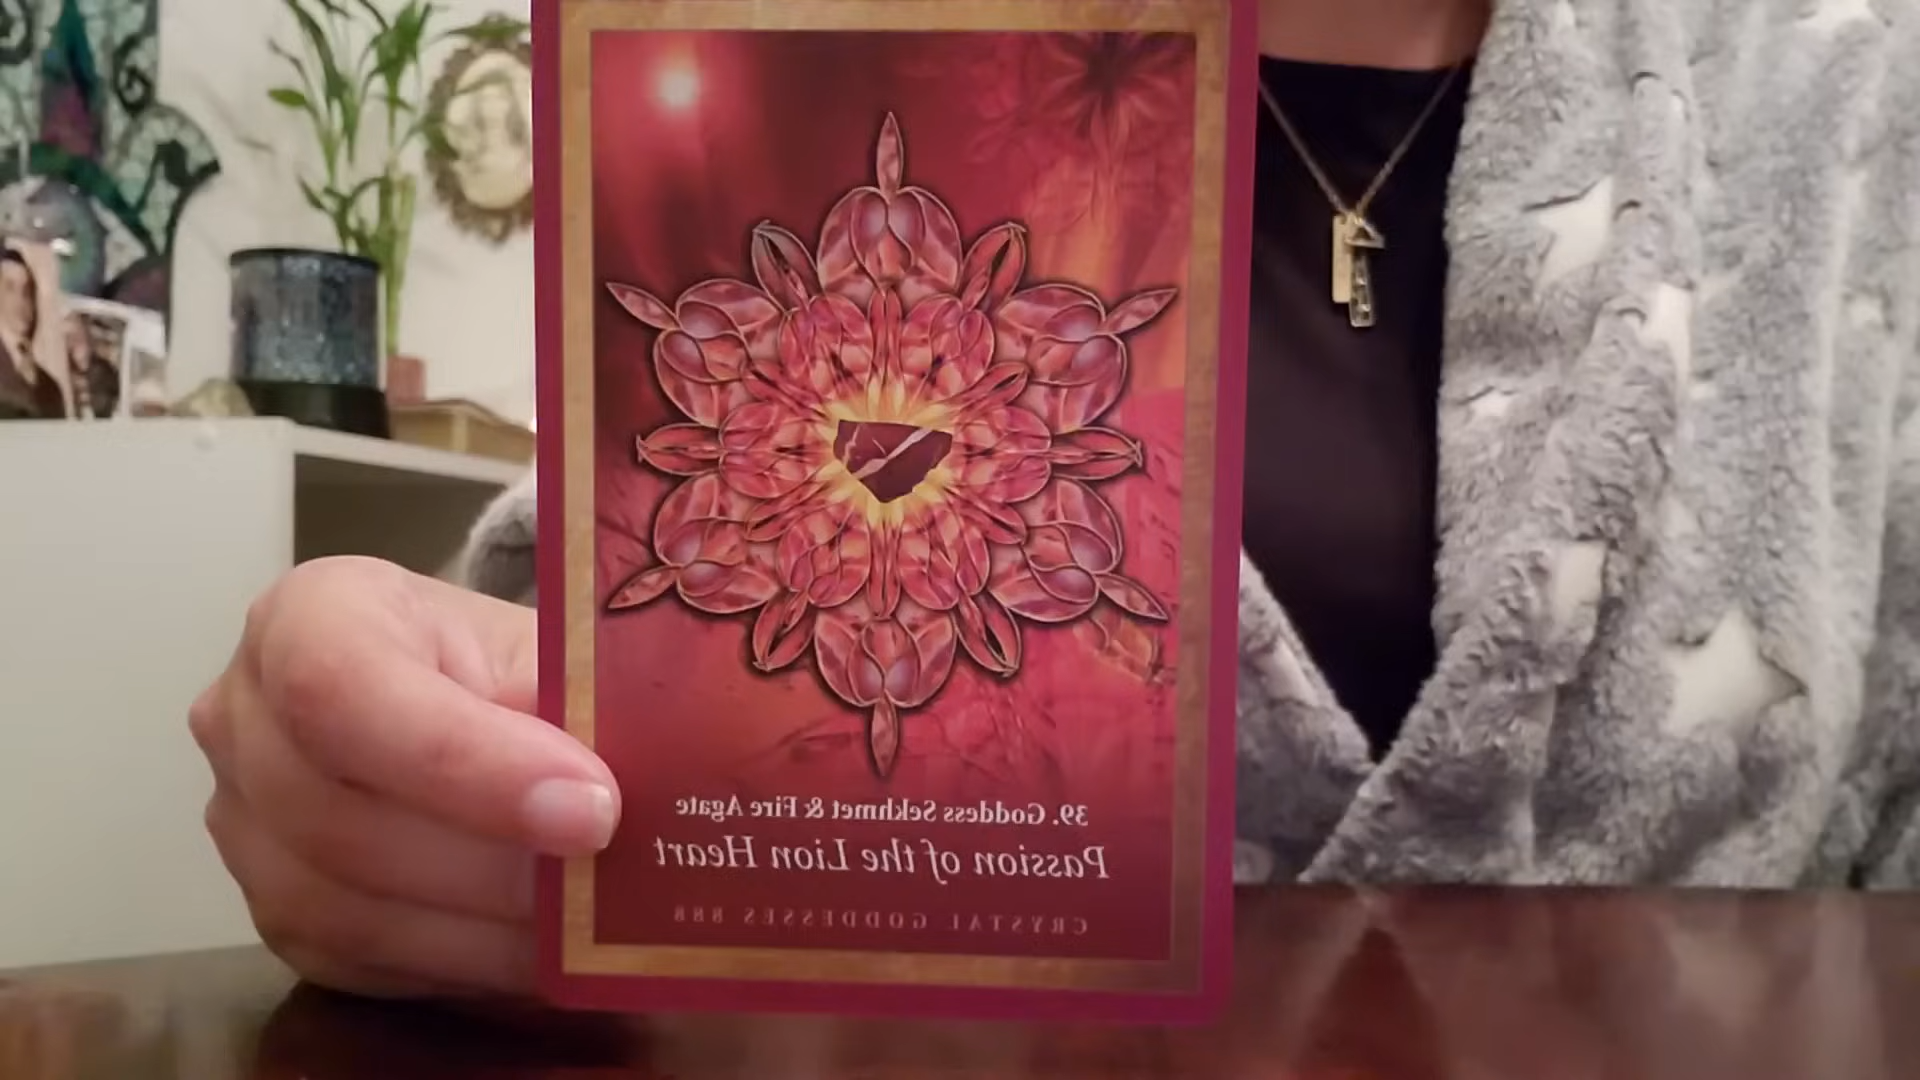 39. Goddess Sekhmet & Fire Agate
Passion of the Lion Heart
CRYSTAL GODDESSES 888